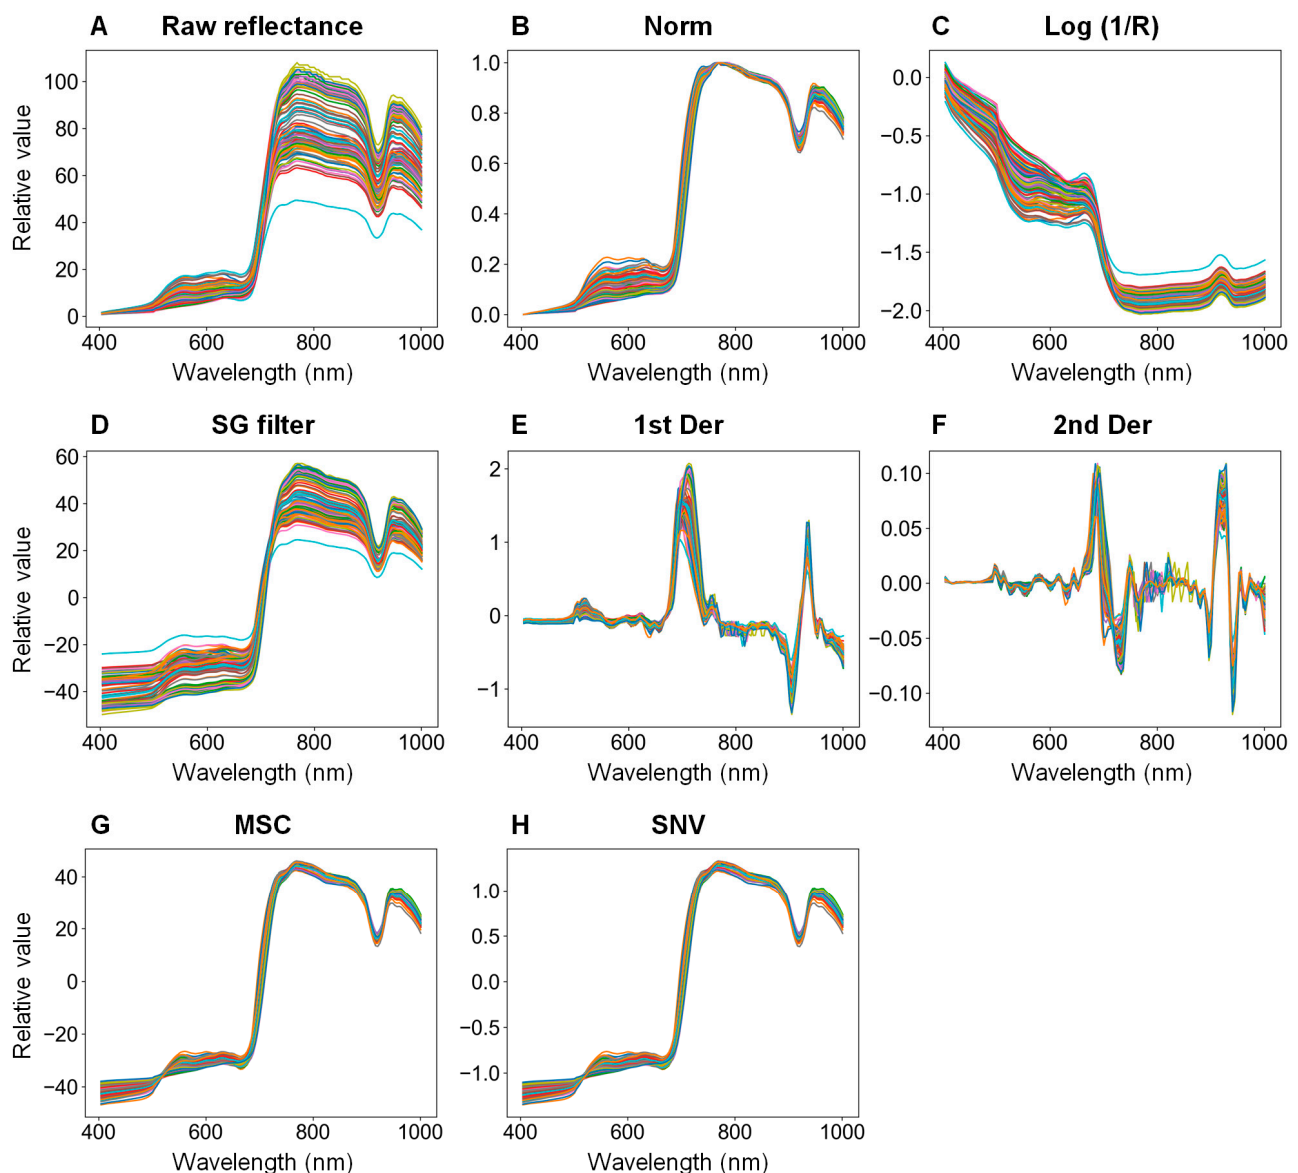 A Raw reflectance
B Norm
C Log (1/R)
Relative value
100
80
60
40
20
0
400 600 800 1000
Wavelength (nm)
1.0
0.8
0.6
0.4
0.2
0.0
400 600 800 1000
Wavelength (nm)
0.0
−0.5
−1.0
−1.5
−2.0
400 600 800 1000
Wavelength (nm)
D SG filter
E 1st Der
F 2nd Der
Relative value
60
40
20
0
−20
−40
400 600 800 1000
Wavelength (nm)
2
1
0
−1
400 600 800 1000
Wavelength (nm)
0.10
0.05
0.00
−0.05
−0.10
400 600 800 1000
Wavelength (nm)
G MSC
H SNV
Relative value
40
20
0
−20
−40
400 600 800 1000
Wavelength (nm)
1.0
0.5
0.0
−0.5
−1.0
400 600 800 1000
Wavelength (nm)